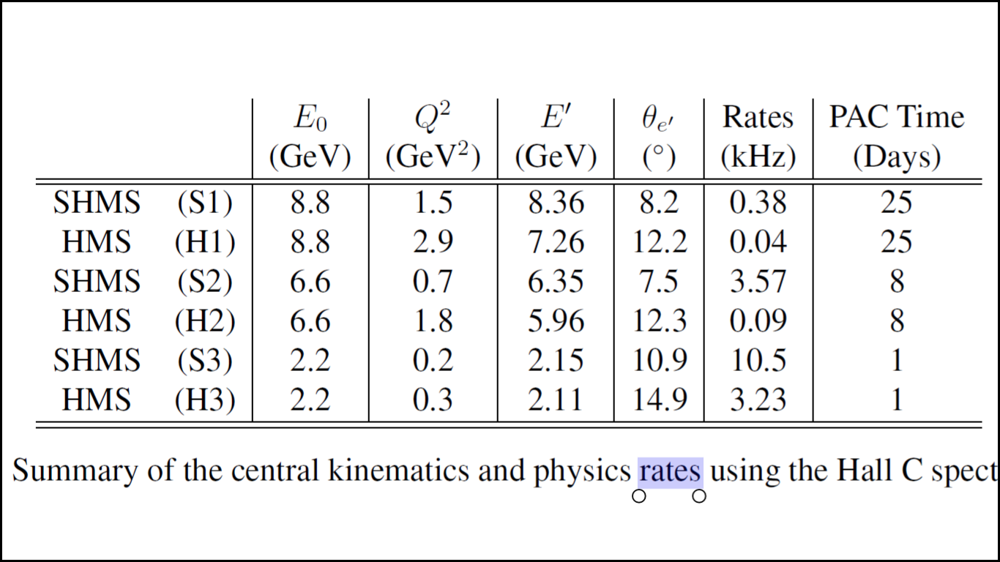 E₀ Q² E′ θₑ′ Rates PAC Time
(GeV) (GeV²) (GeV) (°) (kHz) (Days)
SHMS (S1) 8.8 1.5 8.36 8.2 0.38 25
HMS (H1) 8.8 2.9 7.26 12.2 0.04 25
SHMS (S2) 6.6 0.7 6.35 7.5 3.57 8
HMS (H2) 6.6 1.8 5.96 12.3 0.09 8
SHMS (S3) 2.2 0.2 2.15 10.9 10.5 1
HMS (H3) 2.2 0.3 2.11 14.9 3.23 1
Summary of the central kinematics and physics rates using the Hall C spect